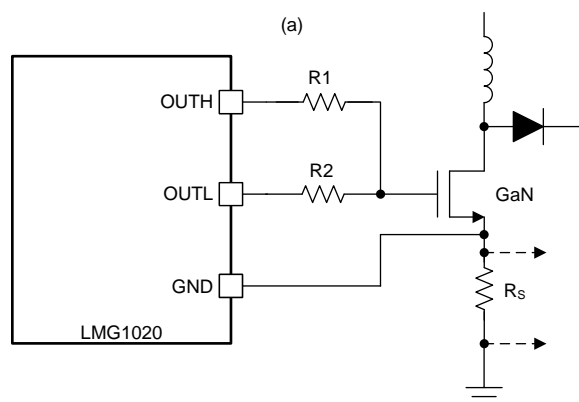 (a)
R1
OUTH
R2
OUTL
GaN
GND
RS
LMG1020